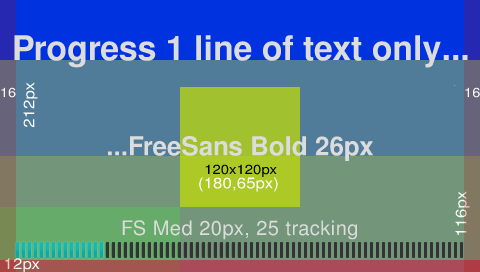 Progress 1 line of text only...
16
16
212px
...FreeSans Bold 26px
120x120px
(180,65px)
116px
FS Med 20px, 25 tracking
12px